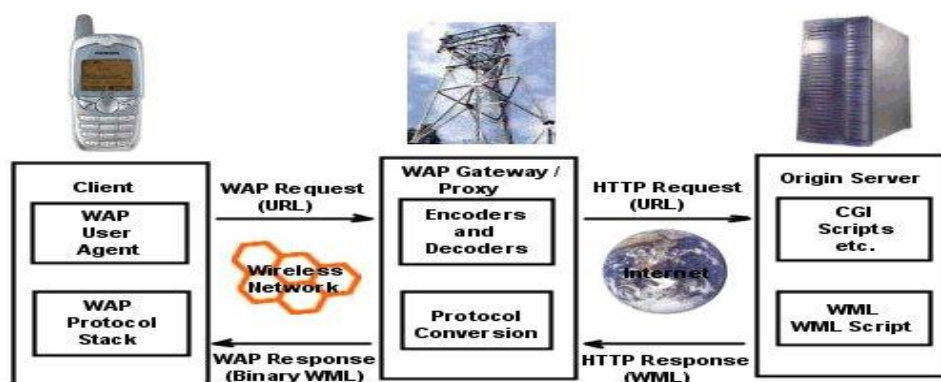 Client
WAP
User
Agent
WAP
Protocol
Stack
WAP Request
(URL)
Wireless
Network
WAP Response
(Binary WML)
WAP Gateway /
Proxy
Encoders
and
Decoders
Protocol
Conversion
HTTP Request
(URL)
Internet
HTTP Response
(WML)
Origin Server
CGI
Scripts
etc.
WML
WML Script